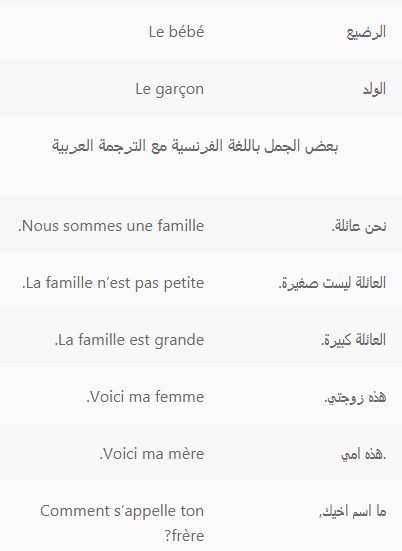 الرضيع Le bébé
الولد Le garçon
بعض الجمل باللغة الفرنسية مع الترجمة العربية
نحن عائلة. Nous sommes une famille.
العائلة ليست صغيرة. La famille n’est pas petite.
العائلة كبيرة. La famille est grande.
هذه زوجتي. Voici ma femme.
.هذه امي Voici ma mère.
ما اسم اخيك, Comment s’appelle ton
frère?